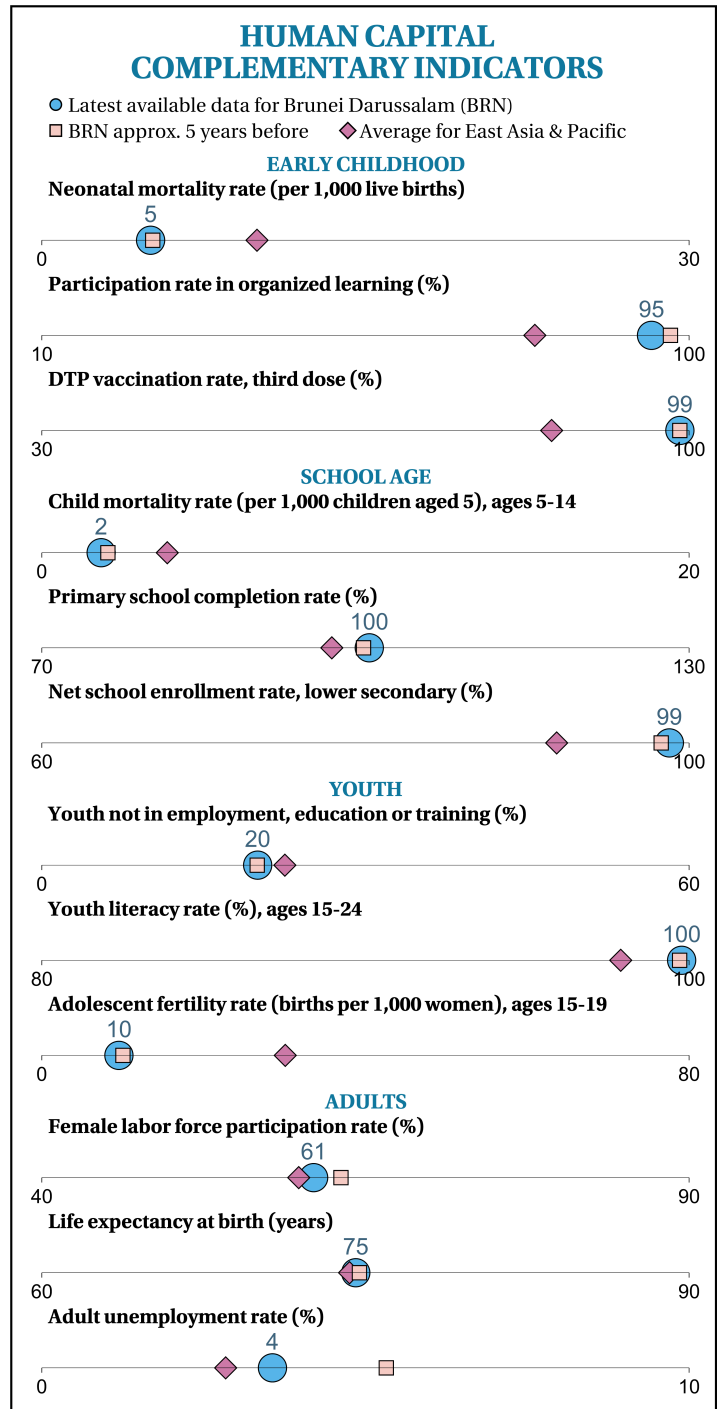 HUMAN CAPITAL
COMPLEMENTARY INDICATORS
Latest available data for Brunei Darussalam (BRN)
BRN approx. 5 years before Average for East Asia & Pacific
EARLY CHILDHOOD
Neonatal mortality rate (per 1,000 live births)
5
0 30
Participation rate in organized learning (%)
95
10 100
DTP vaccination rate, third dose (%)
99
30 100
SCHOOL AGE
Child mortality rate (per 1,000 children aged 5), ages 5-14
2
0 20
Primary school completion rate (%)
100
70 130
Net school enrollment rate, lower secondary (%)
99
60 100
YOUTH
Youth not in employment, education or training (%)
20
0 60
Youth literacy rate (%), ages 15-24
100
80 100
Adolescent fertility rate (births per 1,000 women), ages 15-19
10
0 80
ADULTS
Female labor force participation rate (%)
61
40 90
Life expectancy at birth (years)
75
60 90
Adult unemployment rate (%)
4
0 10